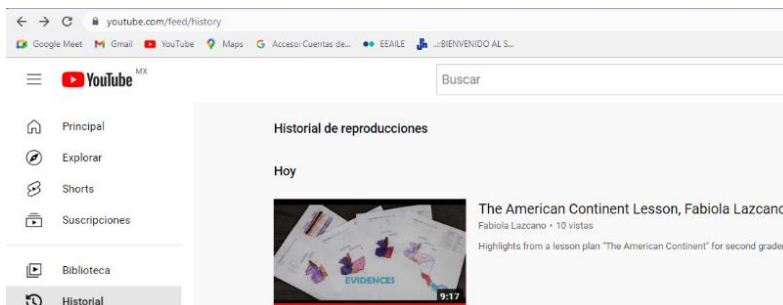 youtube.com/feed/history
Google Meet Gmail YouTube Maps Acceso: Cuentas de... EEAILE .::BIENVENIDO AL S...
YouTube MX
Buscar
Principal
Historial de reproducciones
Explorar
Hoy
Shorts
Suscripciones
The American Continent Lesson, Fabiola Lazcano
Fabiola Lazcano • 10 vistas
Highlights from a lesson plan "The American Continent" for second grader
EVIDENCES
9:17
Biblioteca
Historial